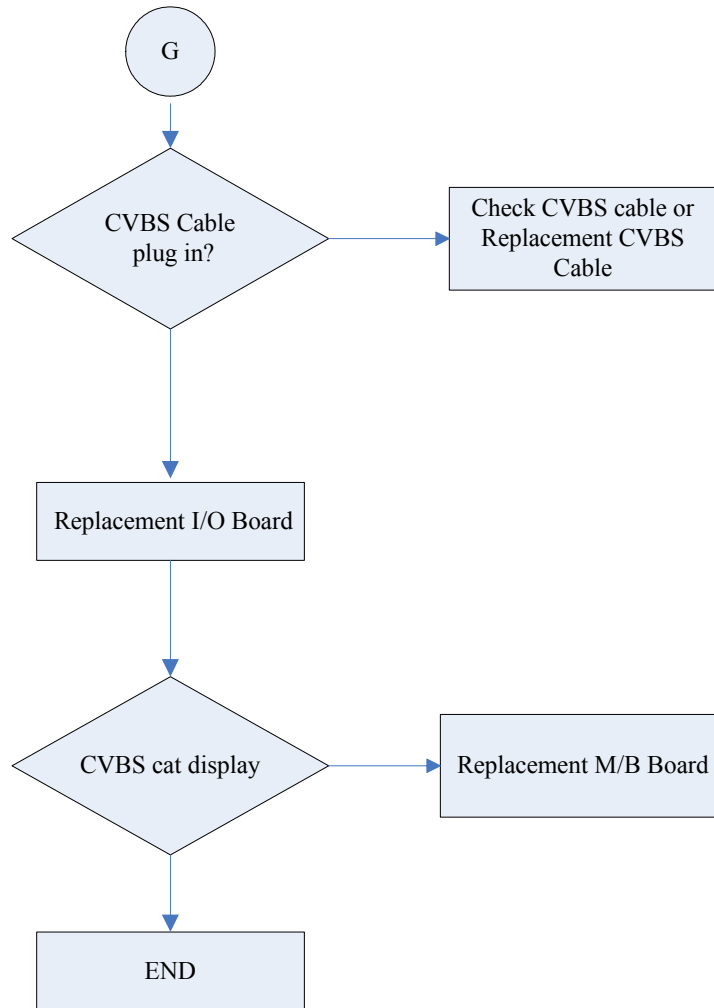 G
CVBS Cable
plug in?
Check CVBS cable or
Replacement CVBS
Cable
Replacement I/O Board
CVBS cat display
Replacement M/B Board
END